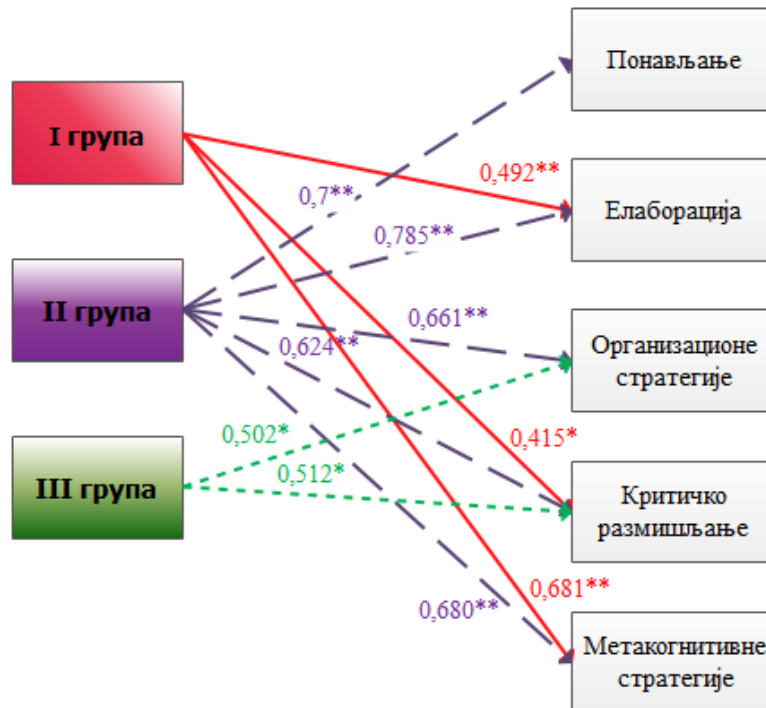 Понављање
I група
0,492**
Елаборација
0,7**
0,785**
II група
0,661**
0,624**
Организационе
стратегије
0,502*
0,415*
III група
0,512*
Критичко
размишљање
0,681**
0,680**
Метакогнитивне
стратегије